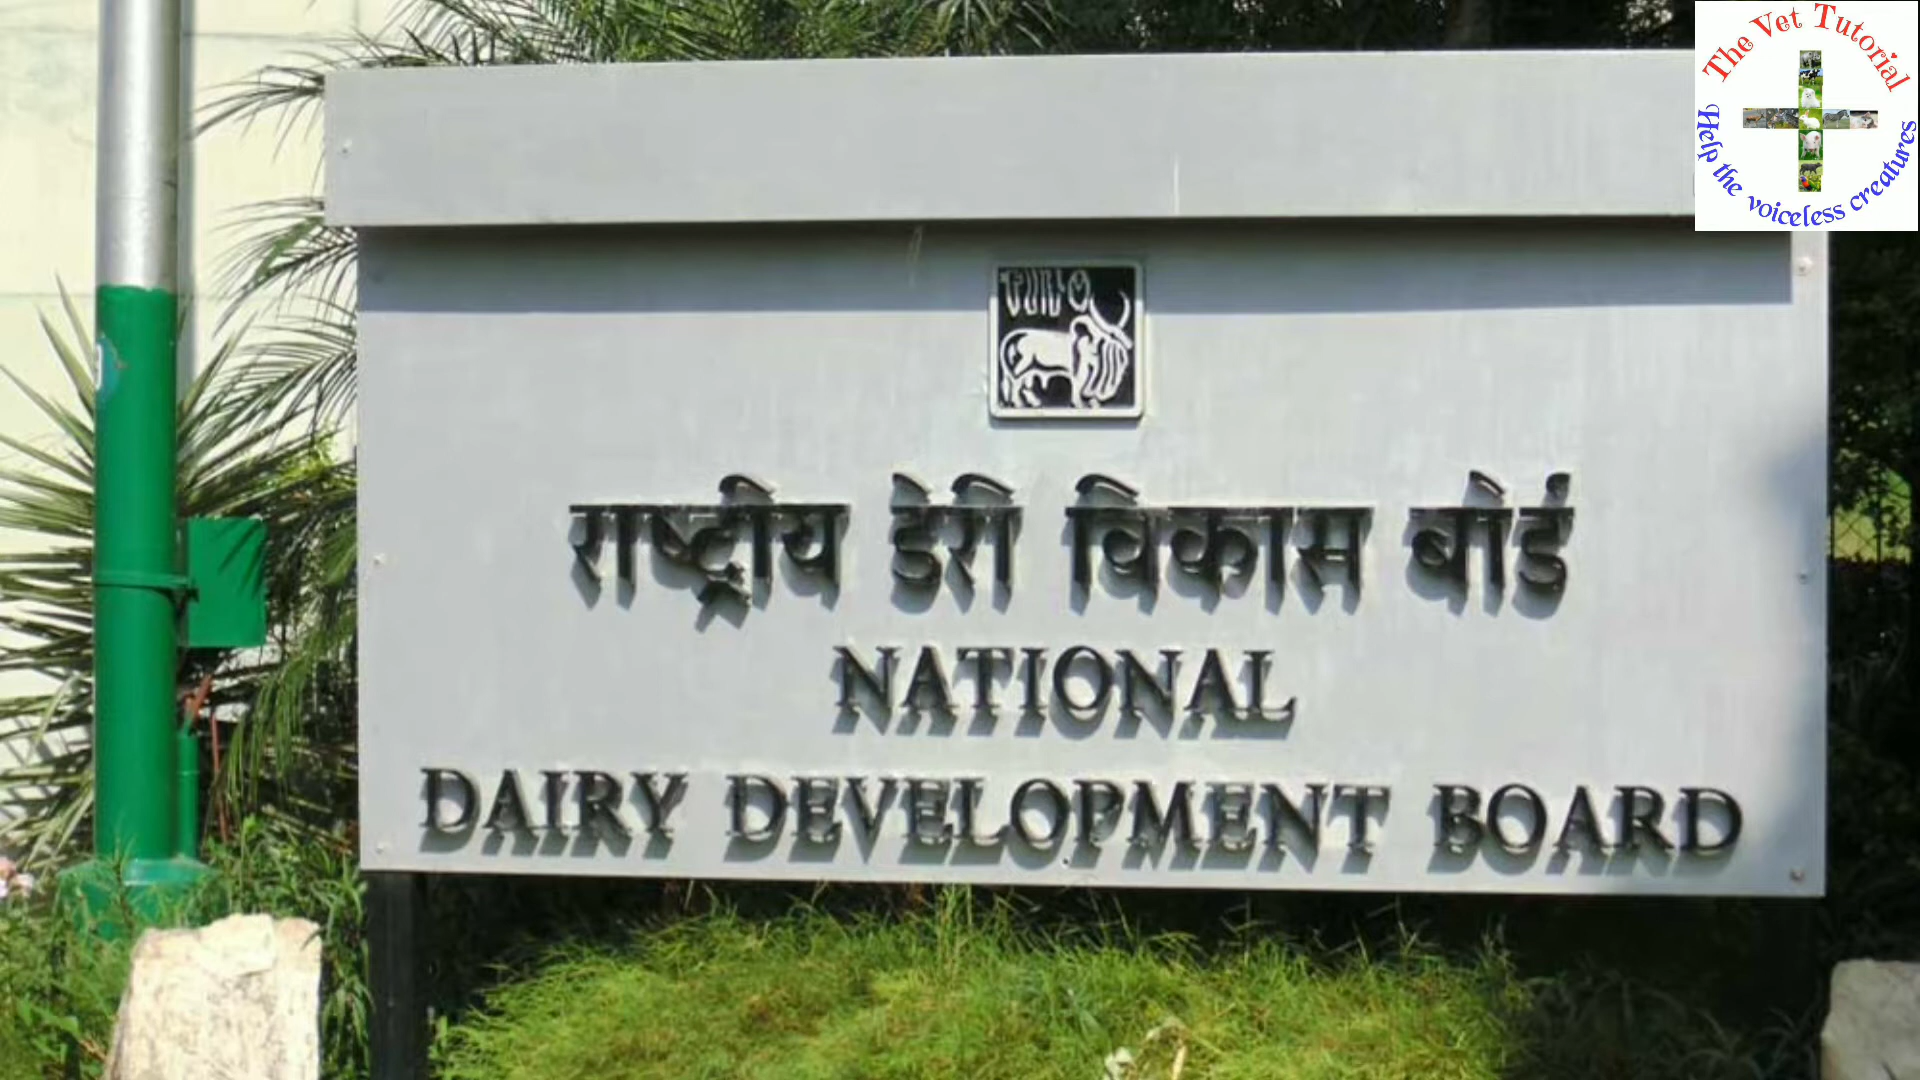 The Vet Tutorial
Help the voiceless creatures
राष्ट्रीय डेरी विकास बोर्ड
NATIONAL
DAIRY DEVELOPMENT BOARD